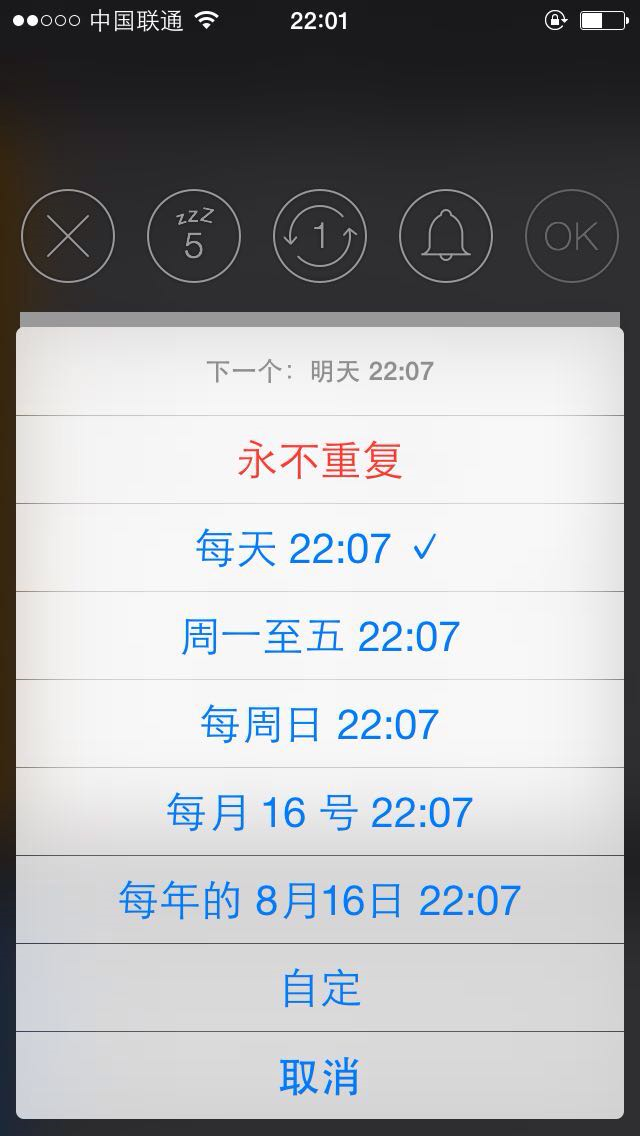 中国联通 22:01
zzZ
5 1 OK
下一个： 明天 22:07
永不重复
每天 22:07 ✓
周一至五 22:07
每周日 22:07
每月 16 号 22:07
每年的 8月16日 22:07
自定
取消